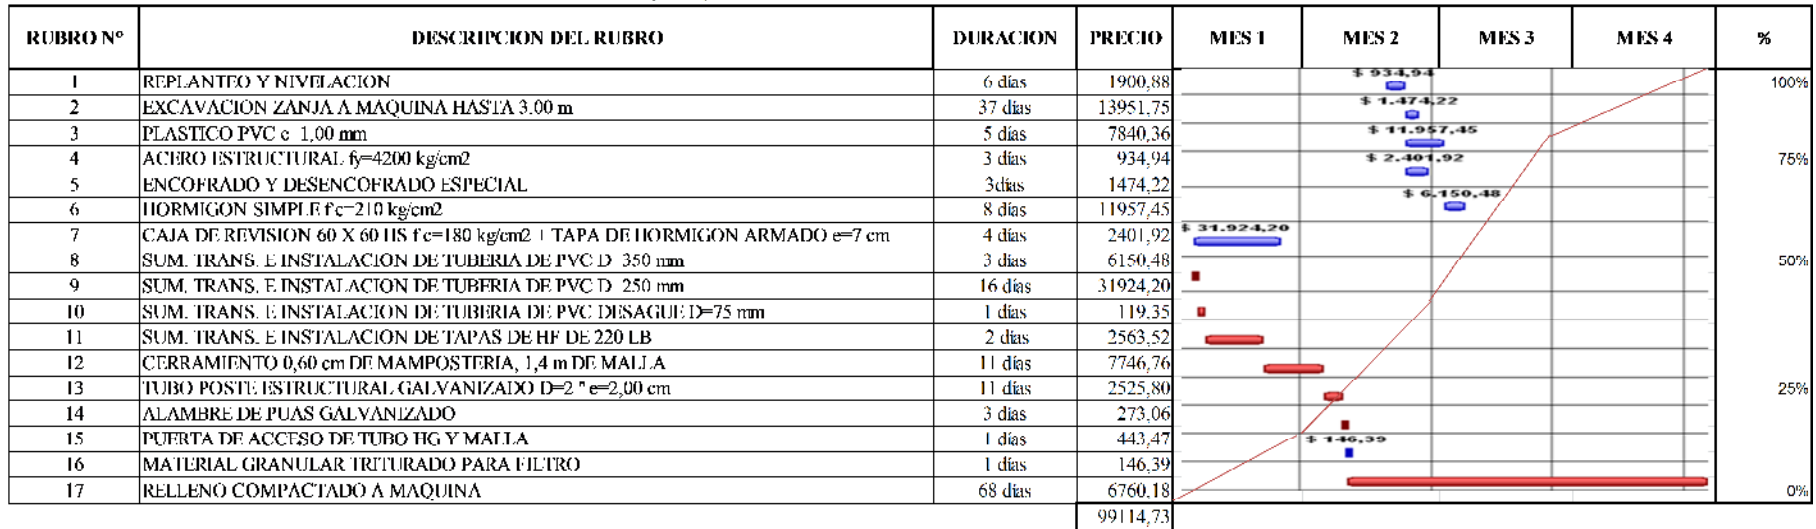 RUBRO Nº DESCRIPCION DEL RUBRO DURACION PRECIO MES 1 MES 2 MES 3 MES 4 %
1 REPLANTEO Y NIVELACION 6 días 1900,88 $ 934,94 100%
2 EXCAVACION ZANJA A MAQUINA HASTA 3.00 m 37 días 13951,75 $ 1.474,22
3 PLASTICO PVC e=1,00 mm 5 días 7840,36 $ 11.957,45
4 ACERO ESTRUCTURAL fy=4200 kg/cm2 3 días 934,94 $ 2.401,92 75%
5 ENCOFRADO Y DESENCOFRADO ESPECIAL 3días 1474,22 $ 6.150,48
6 HORMIGON SIMPLE f'c=210 kg/cm2 8 días 11957,45
7 CAJA DE REVISION 60 X 60 HS f'c=180 kg/cm2 + TAPA DE HORMIGON ARMADO e=7 cm 4 días 2401,92 $ 31.924,20
8 SUM. TRANS. E INSTALACION DE TUBERIA DE PVC D=350 mm 3 días 6150,48 50%
9 SUM. TRANS. E INSTALACION DE TUBERIA DE PVC D=250 mm 16 días 31924,20
10 SUM. TRANS. E INSTALACION DE TUBERIA DE PVC DESAGUE D=75 mm 1 días 119,35
11 SUM. TRANS. E INSTALACION DE TAPAS DE HF DE 220 LB 2 días 2563,52
12 CERRAMIENTO 0,60 cm DE MAMPOSTERIA, 1,4 m DE MALLA 11 días 7746,76
13 TUBO POSTE ESTRUCTURAL GALVANIZADO D=2 " e=2,00 cm 11 días 2525,80 25%
14 ALAMBRE DE PUAS GALVANIZADO 3 días 273,06
15 PUERTA DE ACCESO DE TUBO HG Y MALLA 1 días 443,47 $ 146,39
16 MATERIAL GRANULAR TRITURADO PARA FILTRO 1 días 146,39
17 RELLENO COMPACTADO A MAQUINA 68 días 6760,18 0%
99114,73